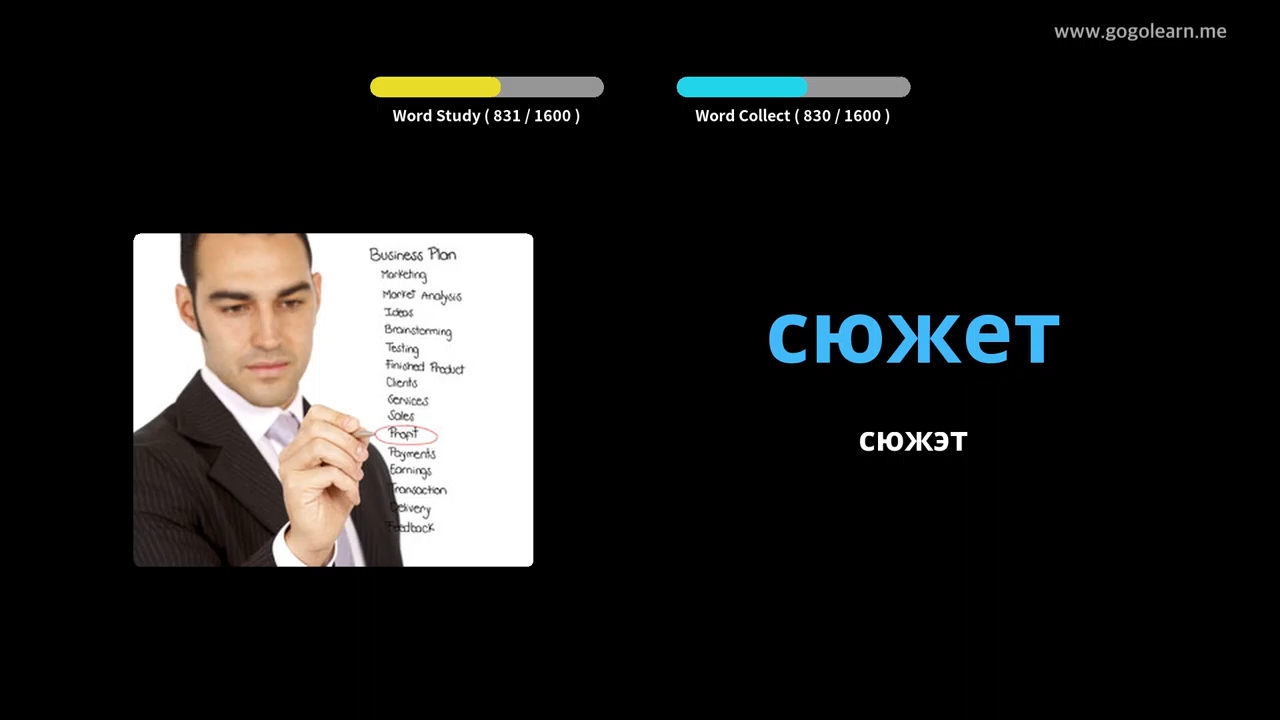 www.gogolearn.me
Word Study ( 831 / 1600 )
Word Collect ( 830 / 1600 )
Business Plan
Marketing
Market Analysis
Ideas
Brainstorming
Testing
Finished Product
Clients
Services
Sales
Profit
Payments
Earnings
Transaction
Delivery
Feedback
сюжет
сюжэт